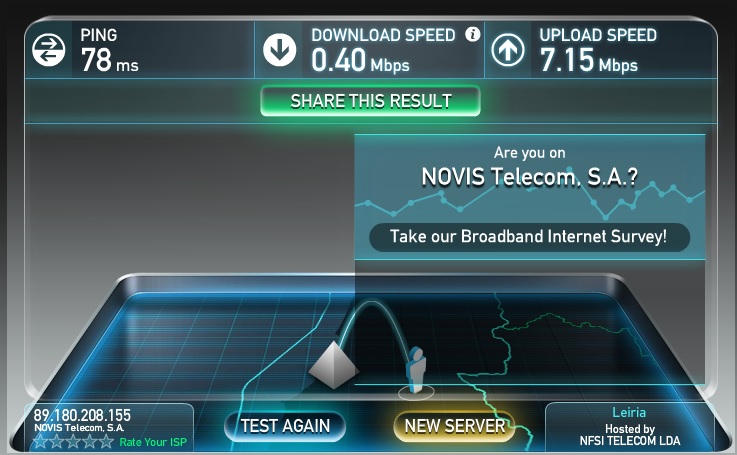 PING
78 ms
DOWNLOAD SPEED i
0.40 Mbps
UPLOAD SPEED
7.15 Mbps
SHARE THIS RESULT
Are you on
NOVIS Telecom, S.A.?
Take our Broadband Internet Survey!
89.180.208.155
NOVIS Telecom, S.A.
Rate Your ISP
TEST AGAIN
NEW SERVER
Leiria
Hosted by
NFSI TELECOM LDA